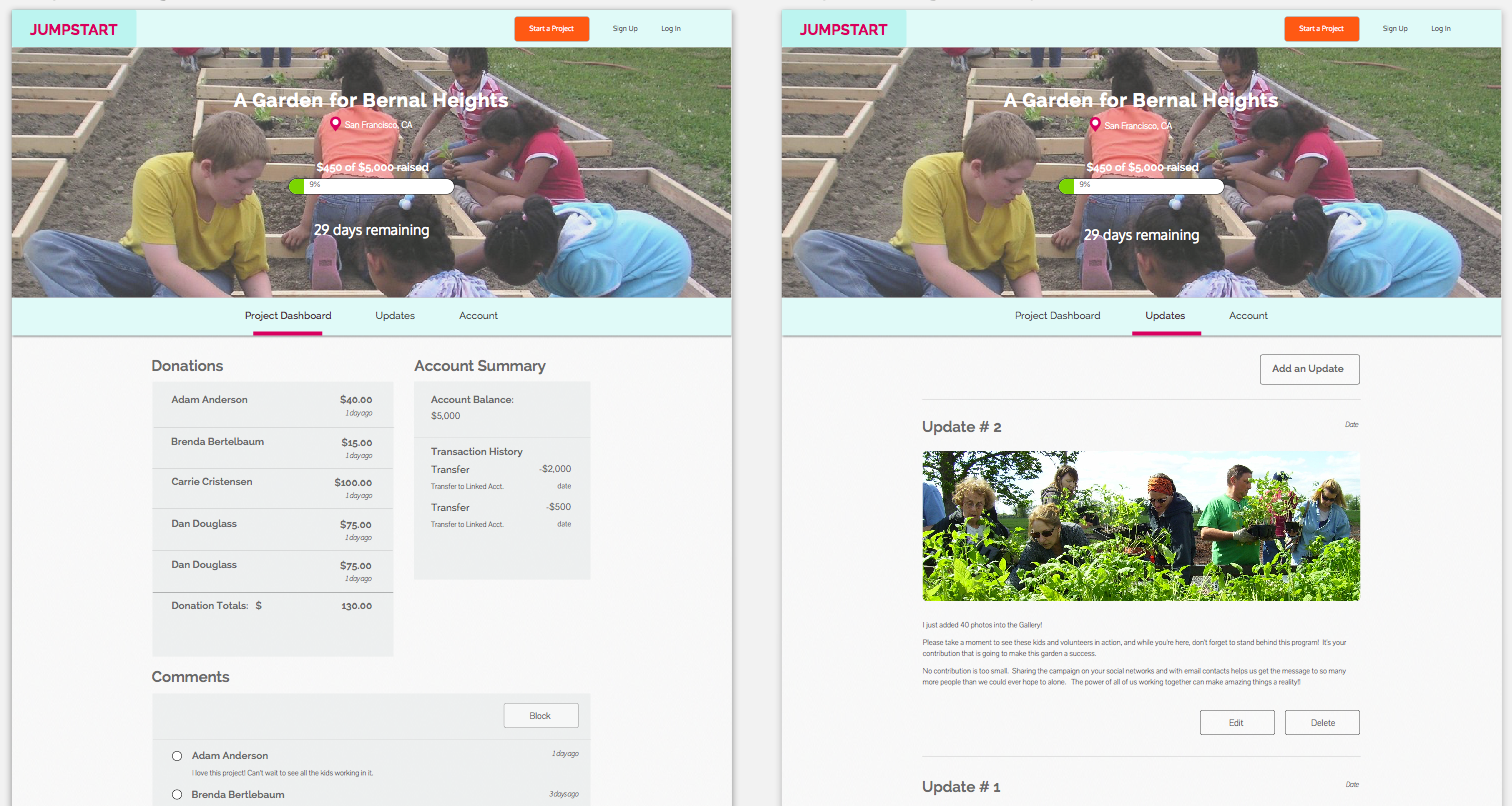 JUMPSTART
Start a Project
Sign Up
Log In
A Garden for Bernal Heights
San Francisco, CA
$450 of $5,000 raised
9%
29 days remaining
Project Dashboard
Updates
Account
Donations
Adam Anderson
$40.00
1 day ago
Brenda Bertelbaum
$15.00
1 day ago
Carrie Cristensen
$100.00
1 day ago
Dan Douglass
$75.00
1 day ago
Dan Douglass
$75.00
1 day ago
Donation Totals: $
130.00
Account Summary
Account Balance:
$5,000
Transaction History
Transfer
-$2,000
Transfer to Linked Acct.
date
Transfer
-$500
Transfer to Linked Acct.
date
Comments
Block
Adam Anderson
1 day ago
I love this project! Can't wait to see all the kids working in it.
Brenda Bertlebaum
3 days ago
JUMPSTART
Start a Project
Sign Up
Log In
A Garden for Bernal Heights
San Francisco, CA
$450 of $5,000 raised
9%
29 days remaining
Project Dashboard
Updates
Account
Add an Update
Update # 2
Date
I just added 40 photos into the Gallery!
Please take a moment to see these kids and volunteers in action, and while you're here, don't forget to stand behind this program! It's your
contribution that is going to make this garden a success.
No contribution is too small. Sharing the campaign on your social networks and with email contacts helps us get the message to so many
more people than we could ever hope to alone. The power of all of us working together can make amazing things a reality!!
Edit
Delete
Update # 1
Date